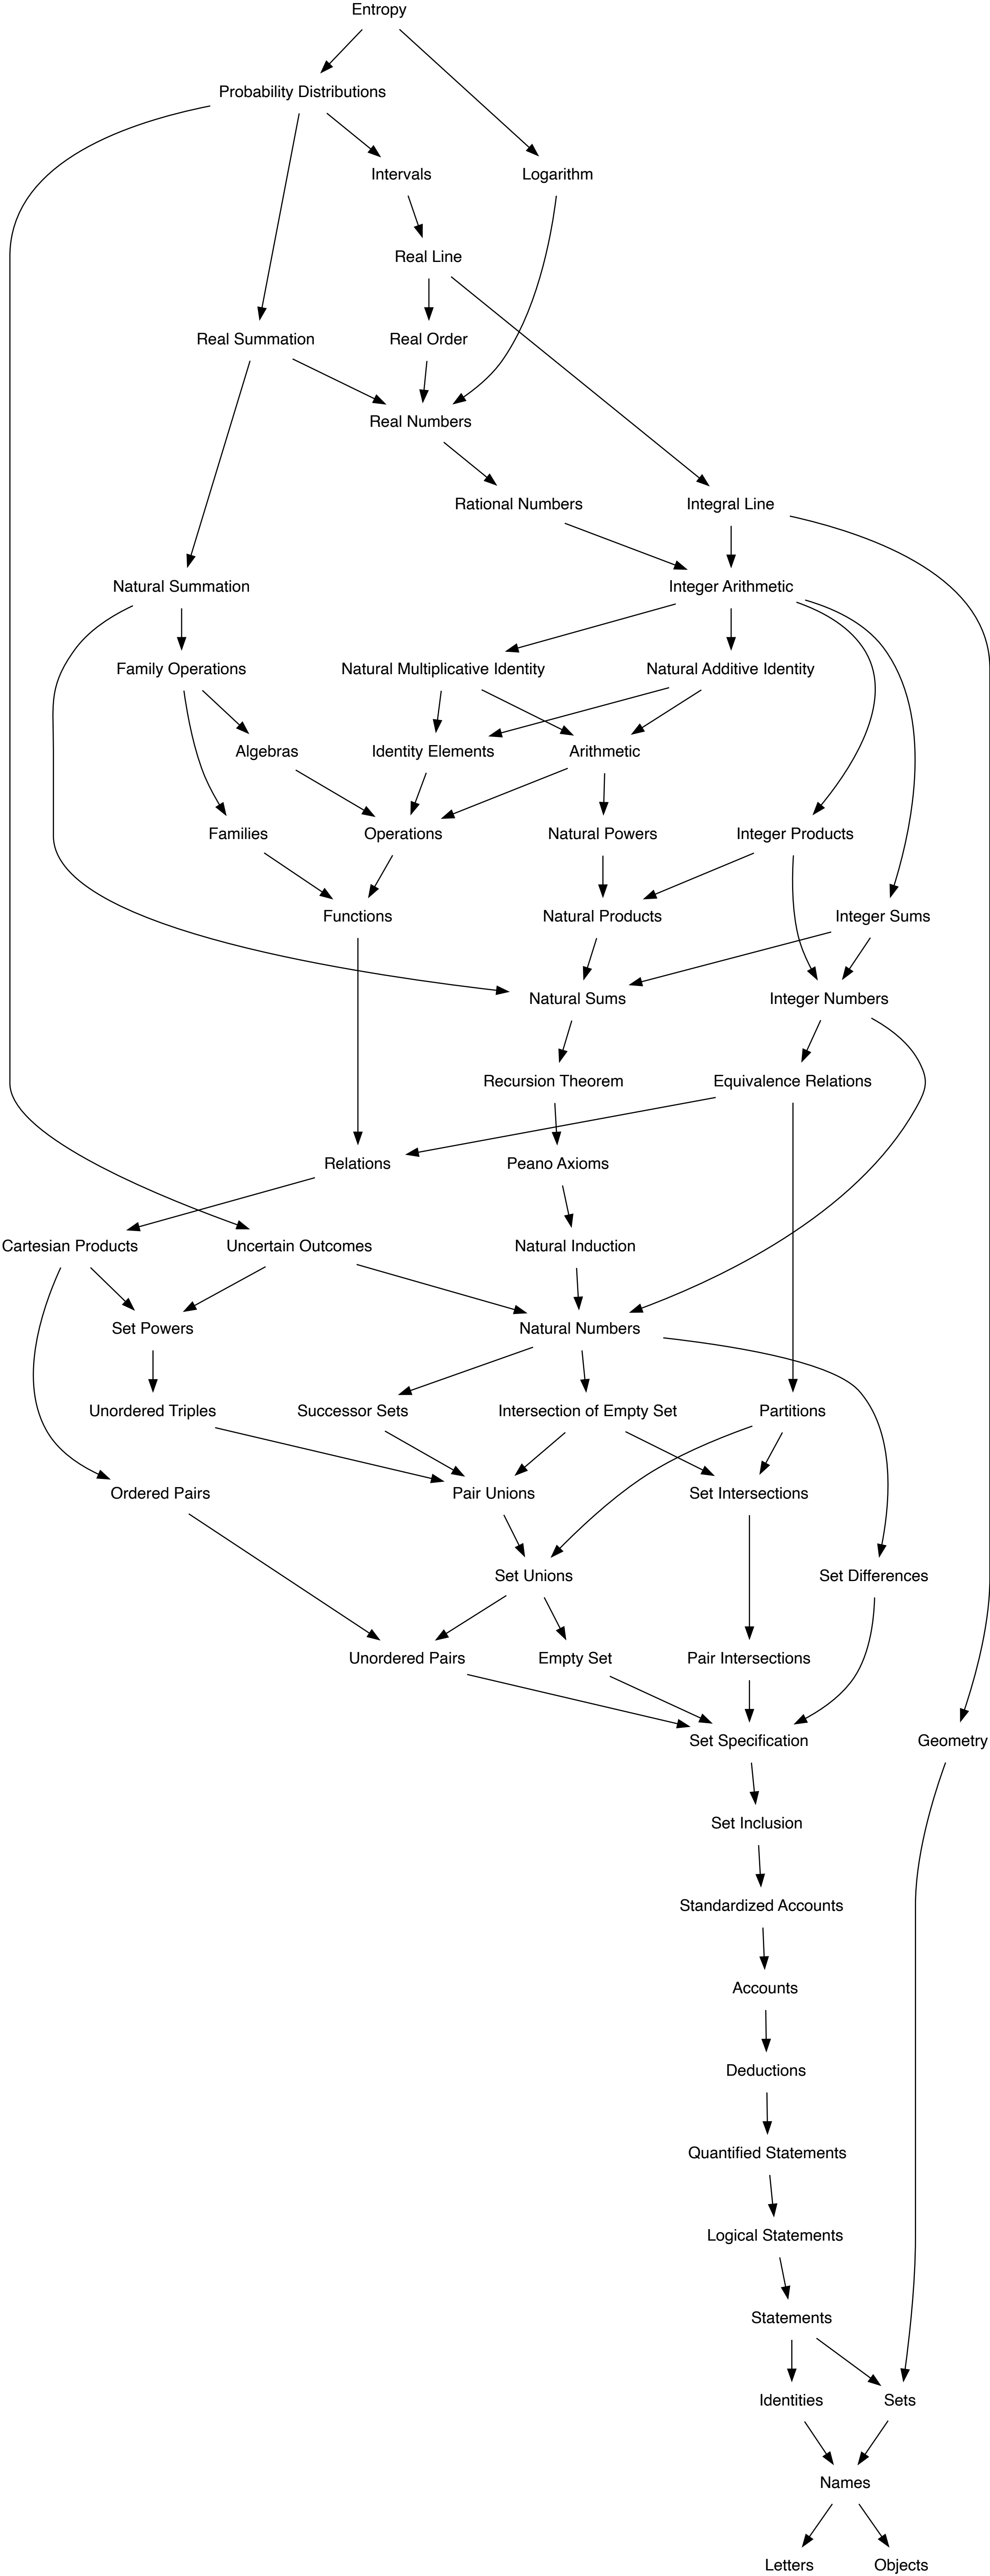 Entropy
Probability Distributions
Intervals
Logarithm
Real Line
Real Summation
Real Order
Real Numbers
Rational Numbers
Integral Line
Natural Summation
Integer Arithmetic
Family Operations
Natural Multiplicative Identity
Natural Additive Identity
Algebras
Identity Elements
Arithmetic
Families
Operations
Natural Powers
Integer Products
Functions
Natural Products
Integer Sums
Natural Sums
Integer Numbers
Recursion Theorem
Equivalence Relations
Relations
Peano Axioms
Cartesian Products
Uncertain Outcomes
Natural Induction
Set Powers
Natural Numbers
Unordered Triples
Successor Sets
Intersection of Empty Set
Partitions
Ordered Pairs
Pair Unions
Set Intersections
Set Unions
Set Differences
Unordered Pairs
Empty Set
Pair Intersections
Set Specification
Geometry
Set Inclusion
Standardized Accounts
Accounts
Deductions
Quantified Statements
Logical Statements
Statements
Identities
Sets
Names
Letters
Objects